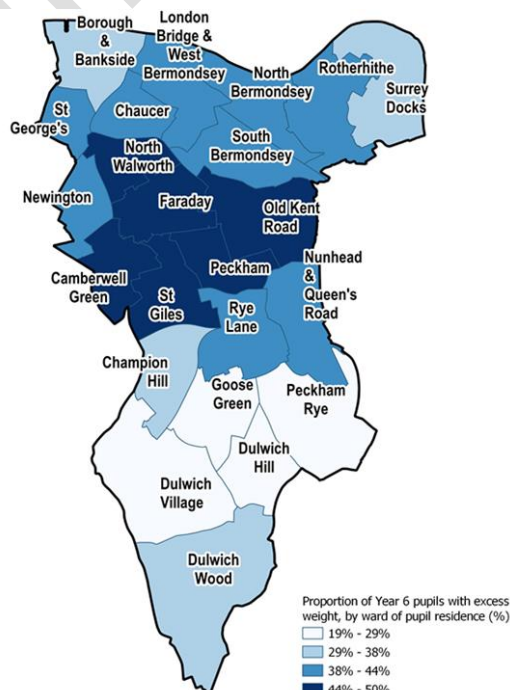 Borough
&
Bankside
London
Bridge &
West
Bermondsey
North
Bermondsey
Rotherhithe
Surrey
Docks
St
George's
Chaucer
South
Bermondsey
North
Walworth
Newington
Faraday
Old Kent
Road
Camberwell
Green
St
Giles
Peckham
Nunhead
&
Queen's
Road
Rye
Lane
Champion
Hill
Goose
Green
Peckham
Rye
Dulwich
Hill
Dulwich
Village
Dulwich
Wood
Proportion of Year 6 pupils with excess
weight, by ward of pupil residence (%)
19% - 29%
29% - 38%
38% - 44%
44% - 50%